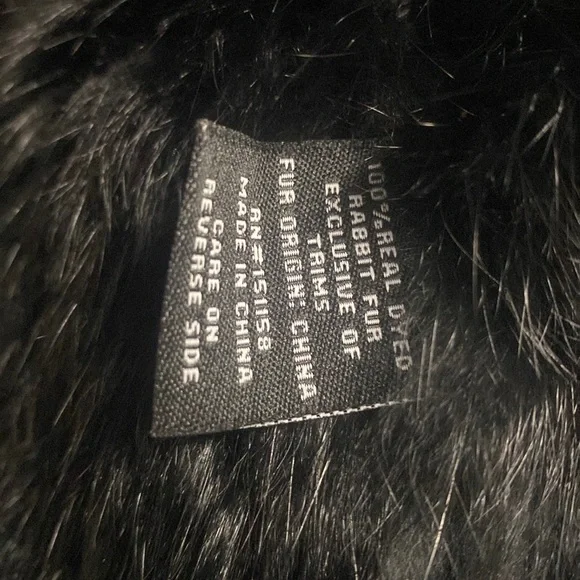 100% REAL DYED
RABBIT FUR
EXCLUSIVE OF
TRIMS
FUR ORIGIN: CHINA
RN#151158
MADE IN CHINA
CARE ON
REVERSE SIDE